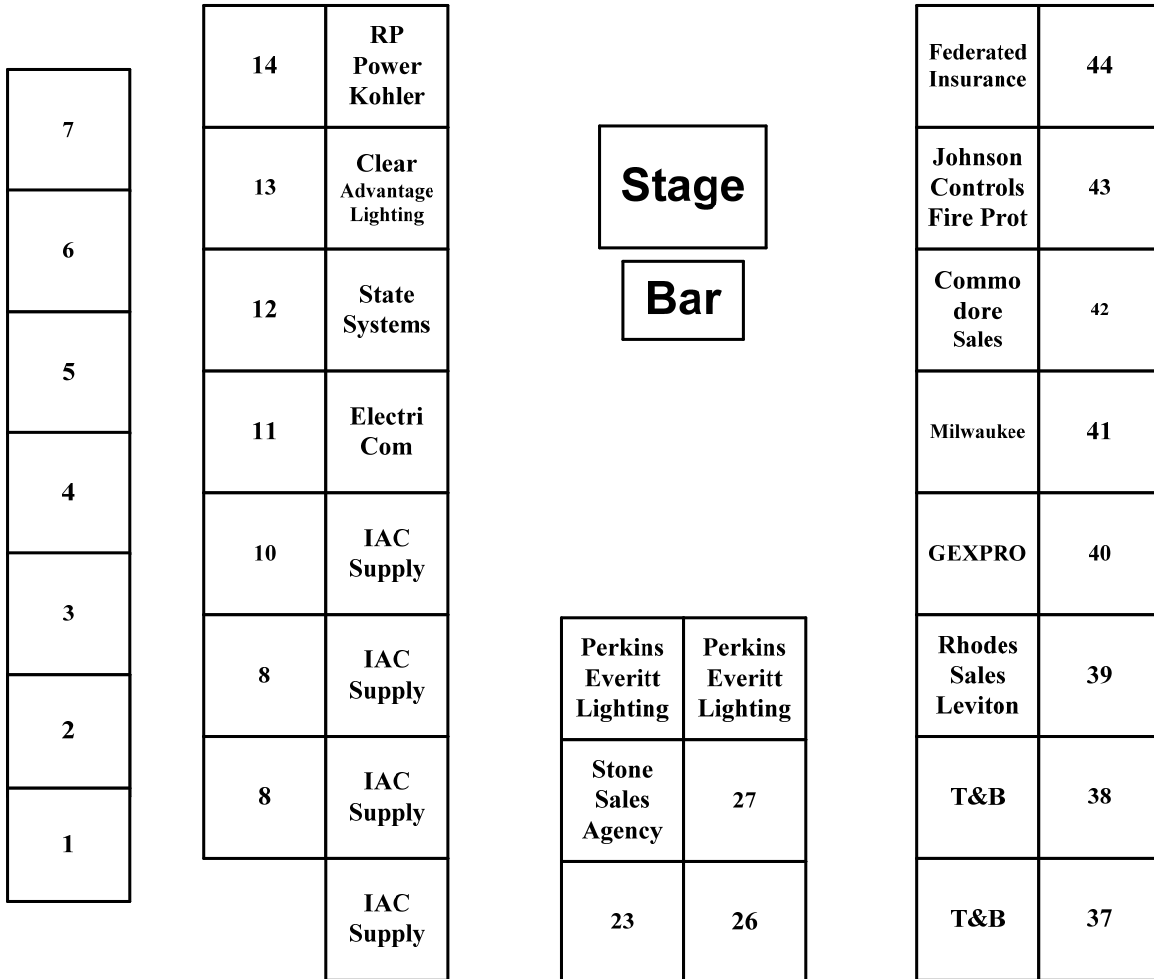 7
6
5
4
3
2
1
14
RP
Power
Kohler
13
Clear
Advantage
Lighting
12
State
Systems
11
Electri
Com
10
IAC
Supply
8
IAC
Supply
8
IAC
Supply
IAC
Supply
Stage
Bar
Perkins
Everitt
Lighting
Perkins
Everitt
Lighting
Stone
Sales
Agency
27
23
26
Federated
Insurance
44
Johnson
Controls
Fire Prot
43
Commo
dore
Sales
42
Milwaukee
41
GEXPRO
40
Rhodes
Sales
Leviton
39
T&B
38
T&B
37